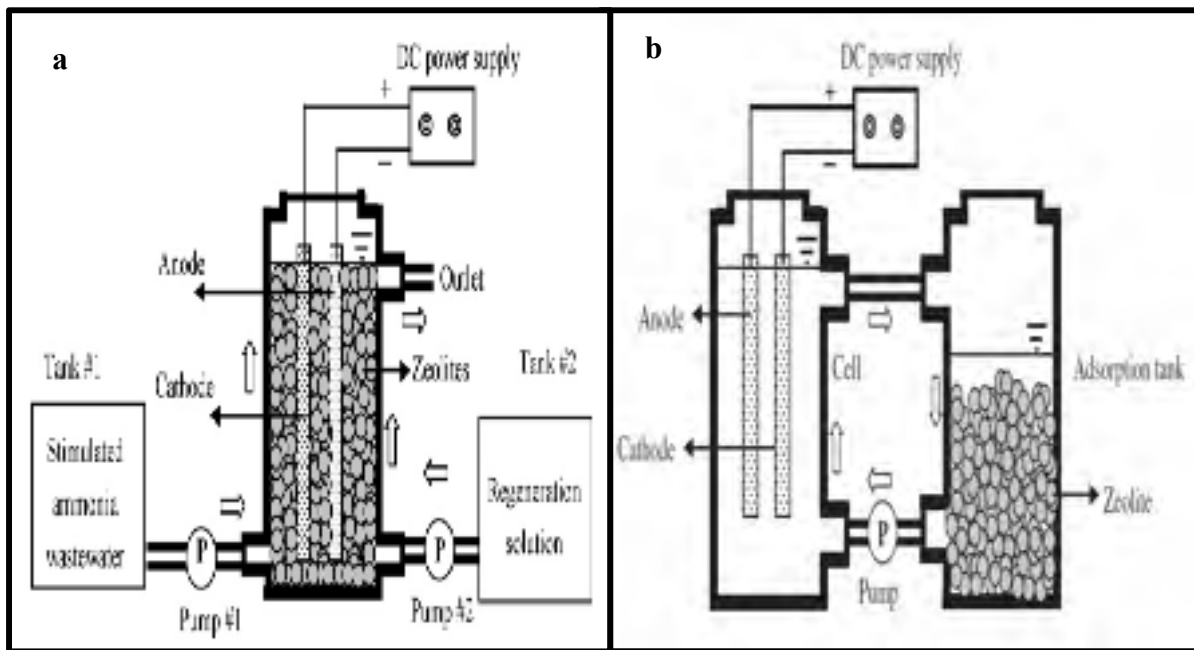 a
DC power supply
+
−
Anode
Outlet
Tank #1
Zeolites
Tank #2
Cathode
Stimulated
ammonia
wastewater
Regeneration
solution
P
P
Pump #1
Pump #2
b
DC power supply
+
−
Anode
Cell
Adsorption tank
Cathode
Zeolite
P
Pump